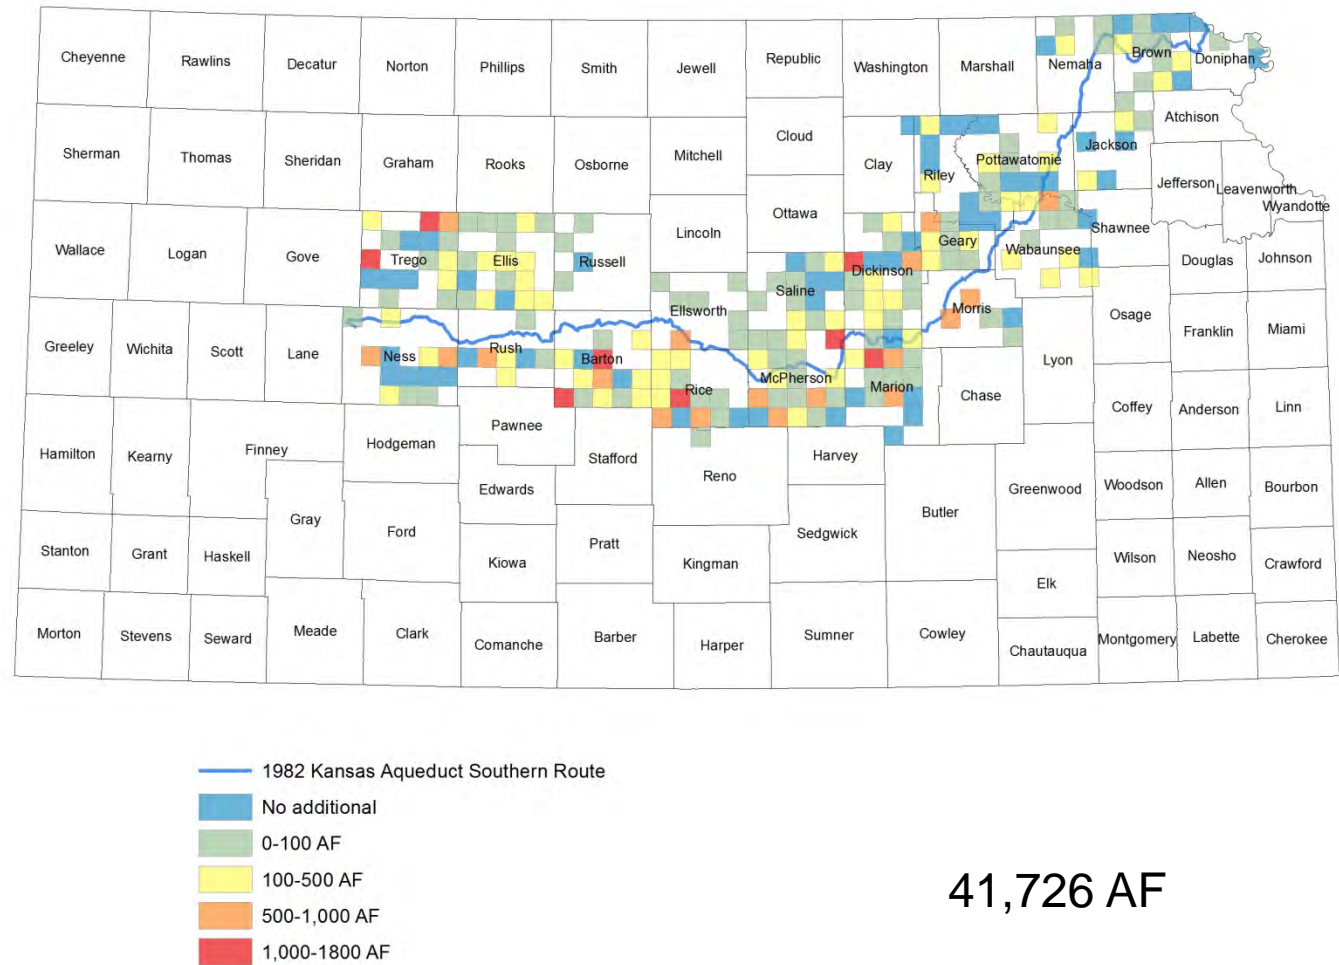 Cheyenne
Rawlins
Decatur
Norton
Phillips
Smith
Jewell
Republic
Washington
Marshall
Nemaha
Brown
Doniphan
Sherman
Thomas
Sheridan
Graham
Rooks
Osborne
Mitchell
Cloud
Clay
Riley
Pottawatomie
Jackson
Atchison
Jefferson
Leavenworth
Wyandotte
Wallace
Logan
Gove
Trego
Ellis
Russell
Lincoln
Ottawa
Saline
Dickinson
Geary
Wabaunsee
Shawnee
Douglas
Johnson
Greeley
Wichita
Scott
Lane
Ness
Rush
Barton
Ellsworth
Rice
McPherson
Marion
Morris
Chase
Lyon
Osage
Franklin
Miami
Coffey
Anderson
Linn
Hamilton
Kearny
Finney
Hodgeman
Pawnee
Stafford
Reno
Harvey
Butler
Greenwood
Woodson
Allen
Bourbon
Stanton
Grant
Haskell
Gray
Ford
Edwards
Kiowa
Pratt
Kingman
Sedgwick
Elk
Wilson
Neosho
Crawford
Morton
Stevens
Seward
Meade
Clark
Comanche
Barber
Harper
Sumner
Cowley
Chautauqua
Montgomery
Labette
Cherokee
1982 Kansas Aqueduct Southern Route
No additional
0-100 AF
100-500 AF
500-1,000 AF
1,000-1800 AF
41,726 AF